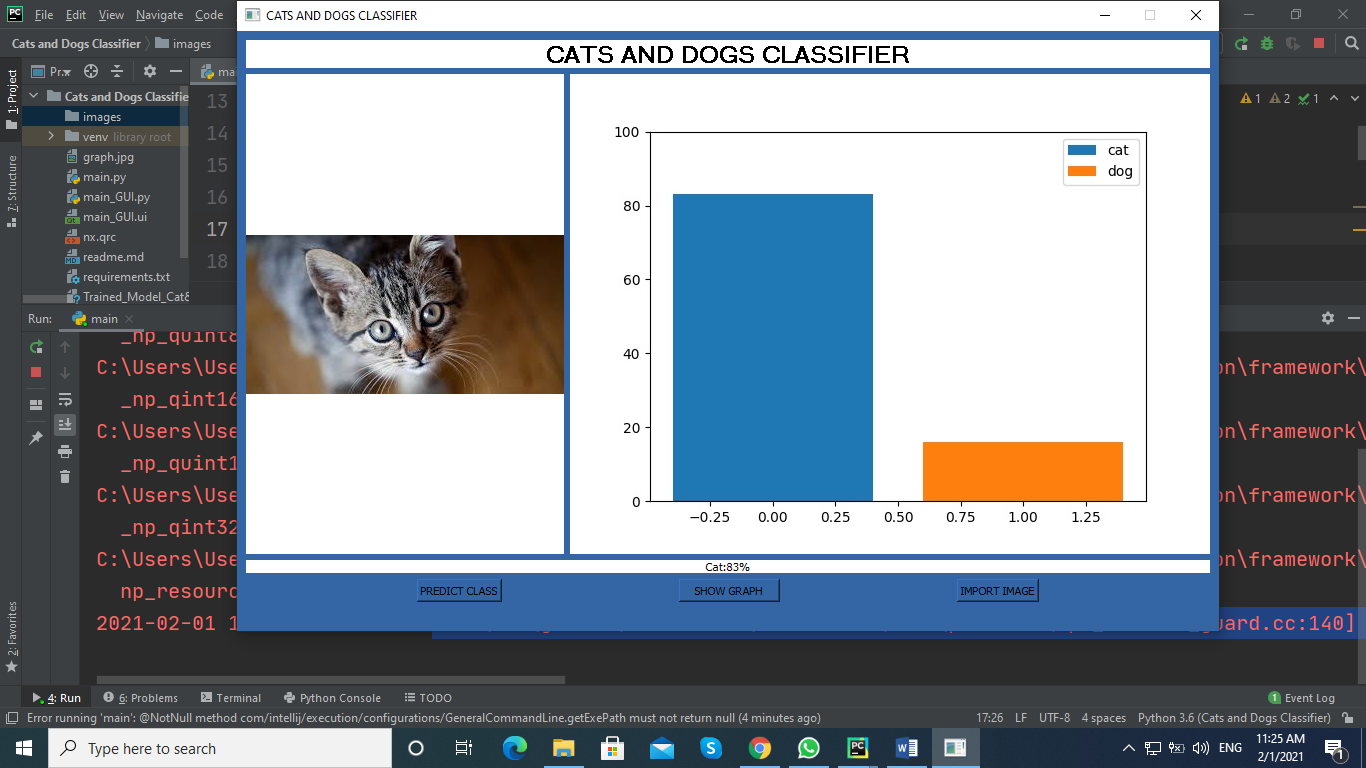 File Edit View Navigate Code
CATS AND DOGS CLASSIFIER
Cats and Dogs Classifier images
CATS AND DOGS CLASSIFIER
1: Project
Pr..
Cats and Dogs Classifie
images
venv library root
graph.jpg
main.py
main_GUI.py
main_GUI.ui
nx.qrc
readme.md
requirements.txt
Trained_Model_Cat&
7: Structure
2: Favorites
mai
13
14
15
16
17
18
1 2 1
cat
dog
100
80
60
40
20
0
−0.25 0.00 0.25 0.50 0.75 1.00 1.25
Cat:83%
PREDICT CLASS SHOW GRAPH IMPORT IMAGE
Run: main
_np_quint8
C:\Users\Use on\framework\
_np_qint16
C:\Users\Use on\framework\
_np_quint1
C:\Users\Use on\framework\
_np_qint32
C:\Users\Use on\framework\
np_resourc
2021-02-01 1 guard.cc:140]
4: Run 6: Problems Terminal Python Console TODO 1 Event Log
Error running 'main': @NotNull method com/intellij/execution/configurations/GeneralCommandLine.getExePath must not return null (4 minutes ago) 17:26 LF UTF-8 4 spaces Python 3.6 (Cats and Dogs Classifier)
Type here to search
ENG
11:25 AM
2/1/2021
1